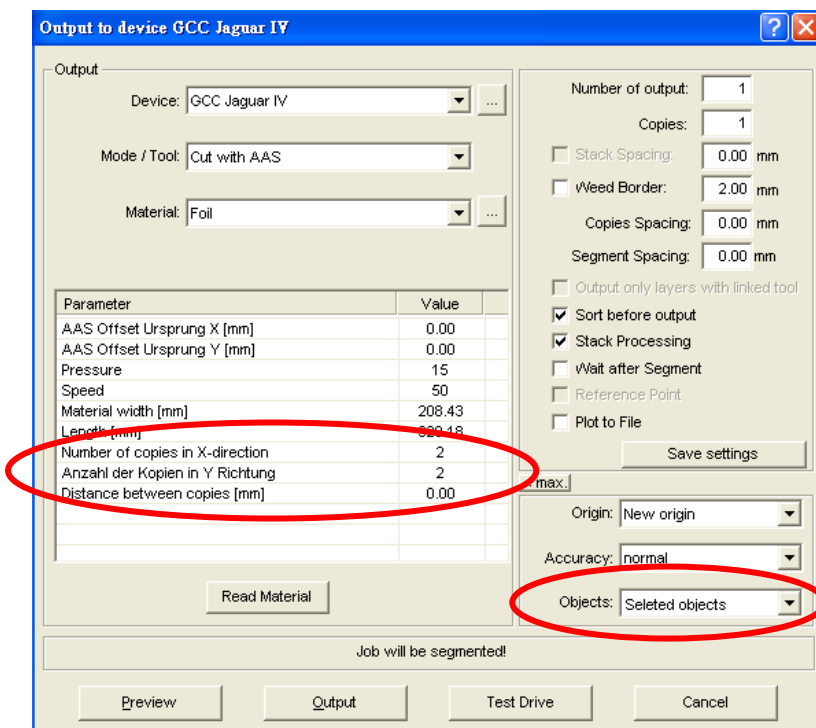 Output to device GCC Jaguar IV
Output
Device: GCC Jaguar IV ...
Mode / Tool: Cut with AAS
Material: Foil ...
Parameter Value
AAS Offset Ursprung X [mm] 0.00
AAS Offset Ursprung Y [mm] 0.00
Pressure 15
Speed 50
Material width [mm] 208.43
Length [mm]
Number of copies in X-direction 2
Anzahl der Kopien in Y Richtung 2
Distance between copies [mm] 0.00
Read Material
Number of output: 1
Copies: 1
Stack Spacing: 0.00 mm
Weed Border: 2.00 mm
Copies Spacing: 0.00 mm
Segment Spacing: 0.00 mm
Output only layers with linked tool
Sort before output
Stack Processing
Wait after Segment
Reference Point
Plot to File
Save settings
max.
Origin: New origin
Accuracy: normal
Objects: Seleted objects
Job will be segmented!
Preview Output Test Drive Cancel